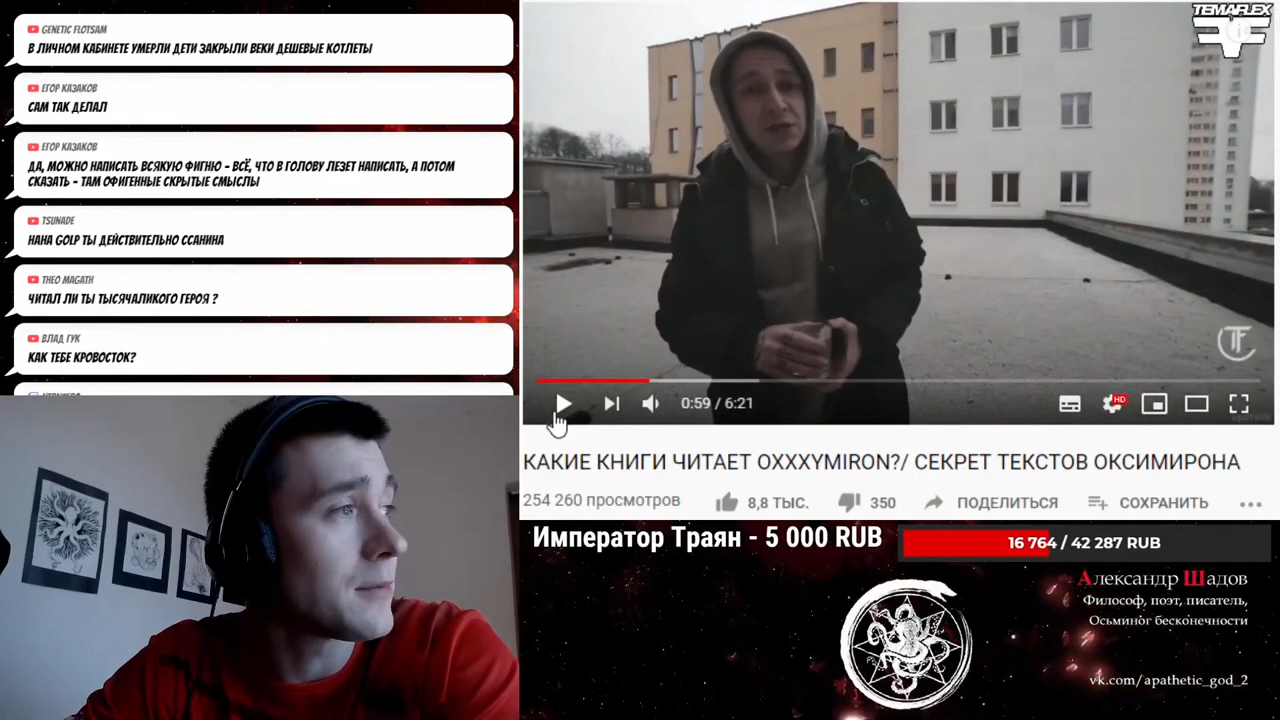 GENETIC FLOTSAM
В ЛИЧНОМ КАБИНЕТЕ УМЕРЛИ ДЕТИ ЗАКРЫЛИ ВЕКИ ДЕШЕВЫЕ КОТЛЕТЫ
ЕГОР КАЗАКОВ
САМ ТАК ДЕЛАЛ
ЕГОР КАЗАКОВ
ДА, МОЖНО НАПИСАТЬ ВСЯКУЮ ФИГНЮ - ВСЁ, ЧТО В ГОЛОВУ ЛЕЗЕТ НАПИСАТЬ, А ПОТОМ
СКАЗАТЬ - ТАМ ОФИГЕННЫЕ СКРЫТЫЕ СМЫСЛЫ
TSUNADE
НАНА GOLP ТЫ ДЕЙСТВИТЕЛЬНО ССАНИНА
THEO MAGATH
ЧИТАЛ ЛИ ТЫ ТЫСЯЧАЛИКОГО ГЕРОЯ ?
ВЛАД ГУК
КАК ТЕБЕ КРОВОСТОК?
TEMAFLEX
TF
0:59 / 6:21
HD
КАКИЕ КНИГИ ЧИТАЕТ OXXXYMIRON?/ СЕКРЕТ ТЕКСТОВ ОКСИМИРОНА
254 260 просмотров
8,8 ТЫС.
350
ПОДЕЛИТЬСЯ
СОХРАНИТЬ
Император Траян - 5 000 RUB
16 764 / 42 287 RUB
Александр Шадов
Философ, поэт, писатель,
Осьминог бесконечности
vk.com/apathetic_god_2